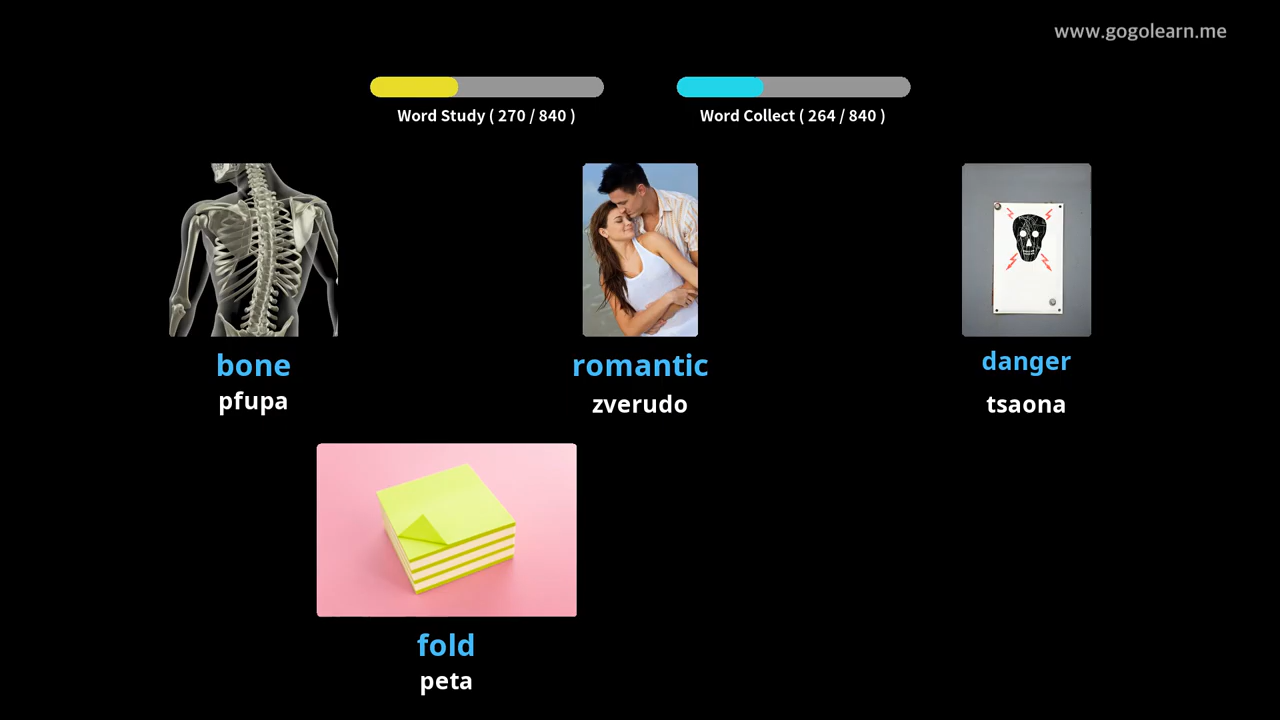 www.gogolearn.me
Word Study ( 270 / 840 )
Word Collect ( 264 / 840 )
bone
pfupa
romantic
zverudo
danger
tsaona
fold
peta